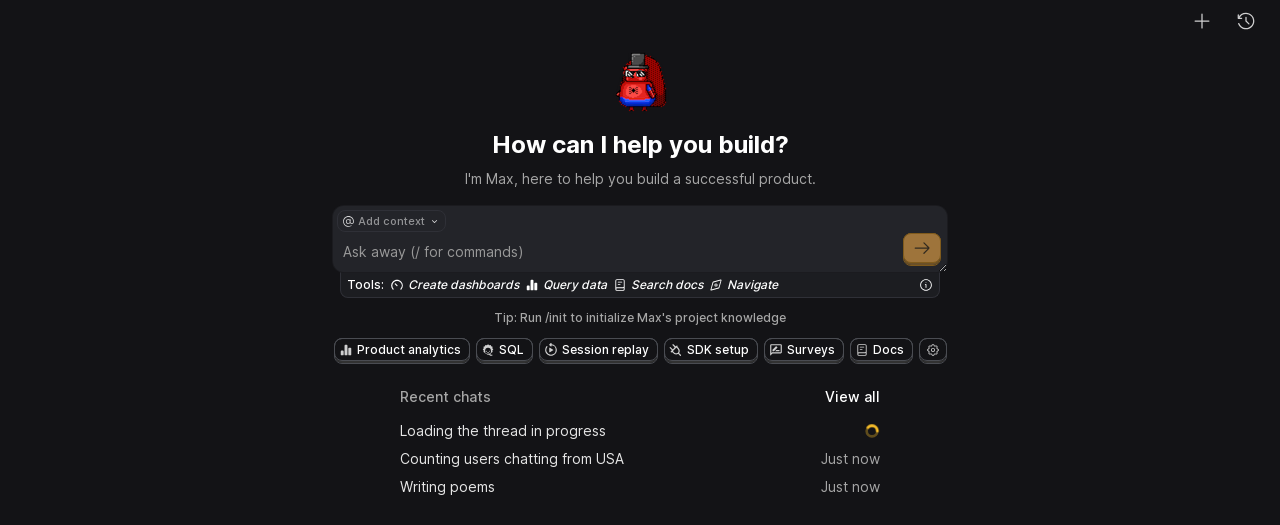 How can I help you build?
I'm Max, here to help you build a successful product.
@ Add context
Ask away (/ for commands)
Tools: Create dashboards Query data Search docs Navigate
Tip: Run /init to initialize Max's project knowledge
Product analytics SQL Session replay SDK setup Surveys Docs
Recent chats View all
Loading the thread in progress
Counting users chatting from USA Just now
Writing poems Just now